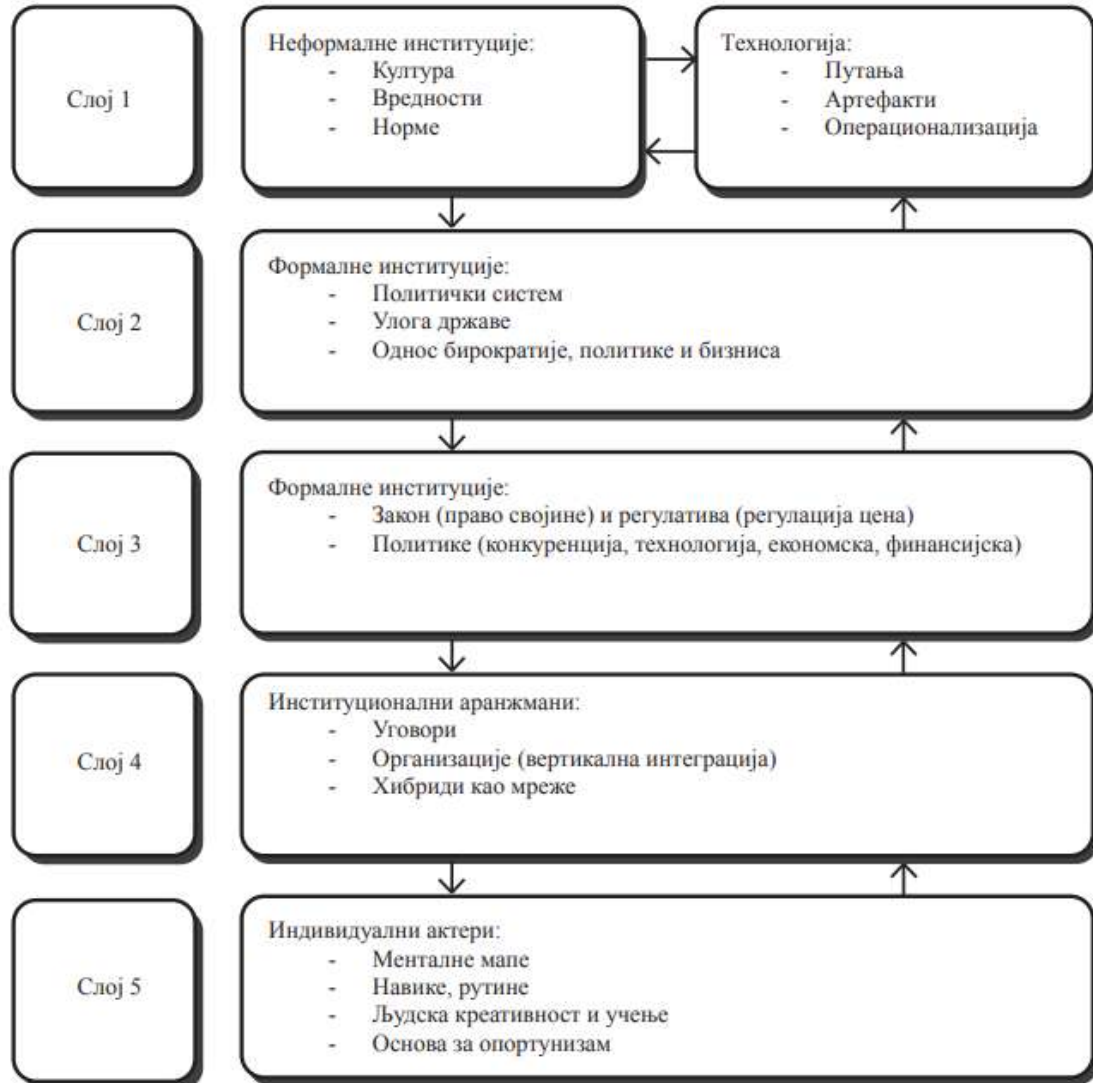 Слој 1
Неформалне институције:
- Култура
- Вредности
- Норме
Технологија:
- Путања
- Артефакти
- Операционализација
Слој 2
Формалне институције:
- Политички систем
- Улога државе
- Однос бирократије, политике и бизниса
Слој 3
Формалне институције:
- Закон (право својине) и регулатива (регулација цена)
- Политике (конкуренција, технологија, економска, финансијска)
Слој 4
Институционални аранжмани:
- Уговори
- Организације (вертикална интеграција)
- Хибриди као мреже
Слој 5
Индивидуални актери:
- Менталне мапе
- Навике, рутине
- Људска креативност и учење
- Основа за опортунизам